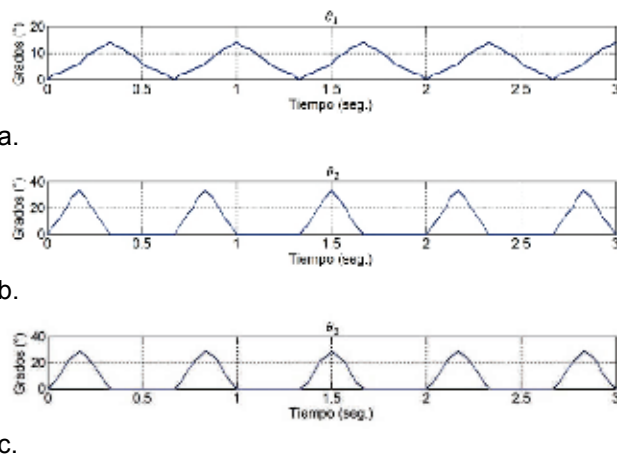 θ1
Grados (°)
20
10
0
0 0.5 1 1.5 2 2.5 3
Tiempo (seg.)
a.
θ2
Grados (°)
40
20
0
0 0.5 1 1.5 2 2.5 3
Tiempo (seg.)
b.
θ3
Grados (°)
40
20
0
0 0.5 1 1.5 2 2.5 3
Tiempo (seg.)
c.